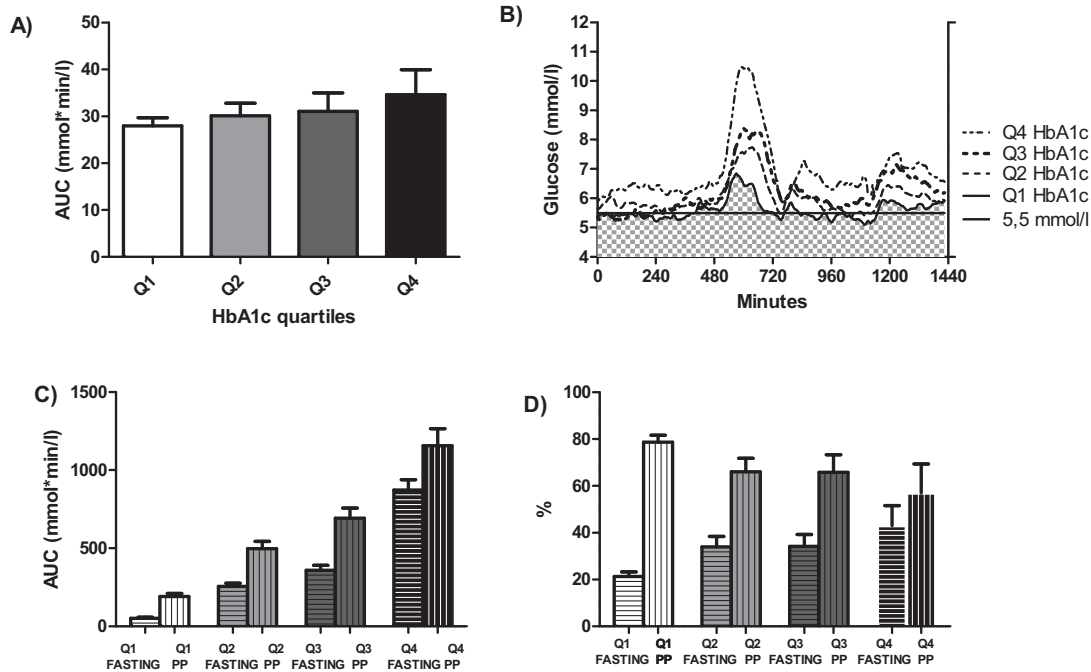 A)
AUC (mmol*min/l)
50
40
30
20
10
0
Q1
Q2
Q3
Q4
HbA1c quartiles
B)
Glucose (mmol/l)
12
11
10
9
8
7
6
5
4
0
240
480
720
960
1200
1440
Minutes
Q4 HbA1c
Q3 HbA1c
Q2 HbA1c
Q1 HbA1c
5,5 mmol/l
C)
AUC (mmol*min/l)
1500
1000
500
0
Q1 Q1 Q2 Q2 Q3 Q3 Q4 Q4
FASTING PP FASTING PP FASTING PP FASTING PP
D)
%
100
80
60
40
20
0
Q1 Q1 Q2 Q2 Q3 Q3 Q4 Q4
FASTING PP FASTING PP FASTING PP FASTING PP